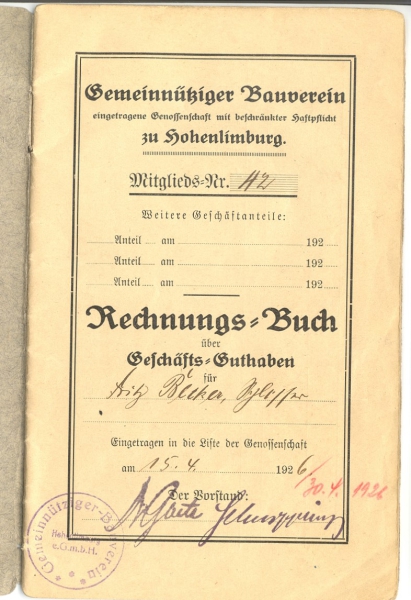 Gemeinnütziger Bauverein
eingetragene Genossenschaft mit beschränkter Haftpflicht
zu Hohenlimburg.
Mitglieds=Nr. 42
Weitere Geschäftanteile:
Anteil am 192
Anteil am 192
Anteil am 192
Rechnungs=Buch
über
Geschäfts=Guthaben
für
Fritz Becker, Schlosser
Eingetragen in die Liste der Genossenschaft
am 15.4. 1926
30.4.1926
Der Vorstand:
Gemeinnütziger-Bauverein
Hohenlimburg
e.G.m.b.H.